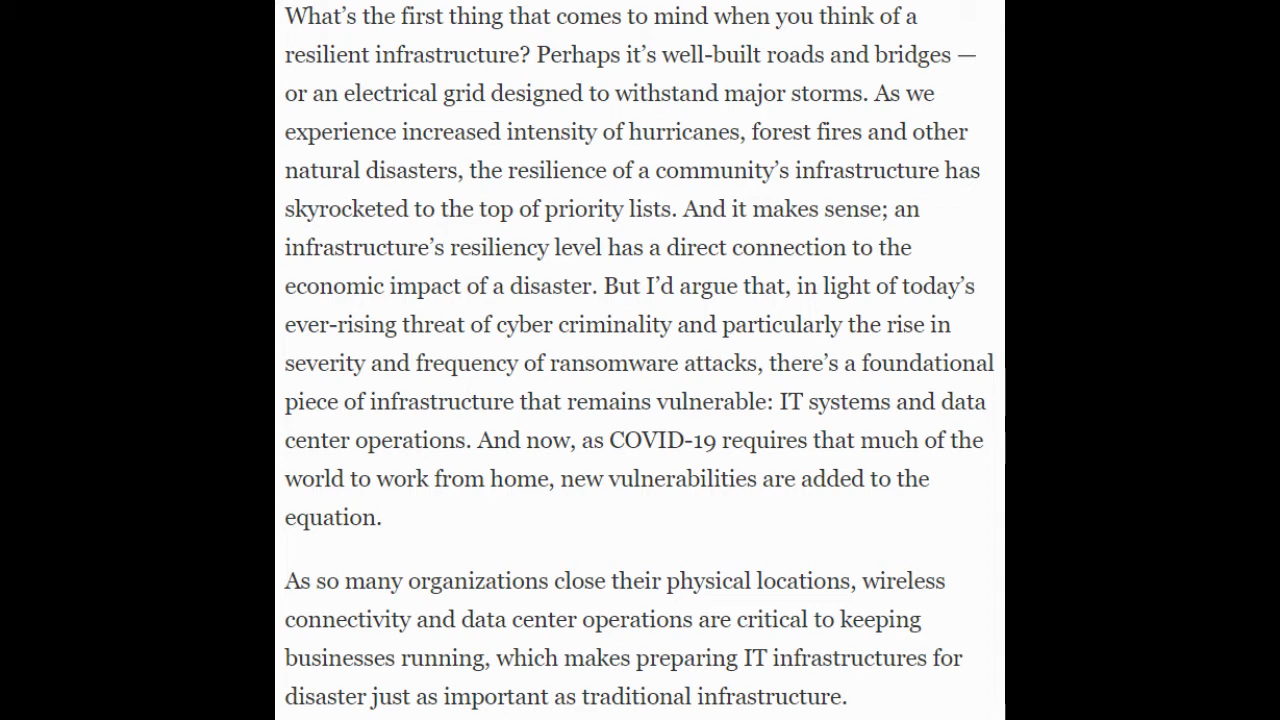 What’s the first thing that comes to mind when you think of a
resilient infrastructure? Perhaps it’s well-built roads and bridges —
or an electrical grid designed to withstand major storms. As we
experience increased intensity of hurricanes, forest fires and other
natural disasters, the resilience of a community’s infrastructure has
skyrocketed to the top of priority lists. And it makes sense; an
infrastructure’s resiliency level has a direct connection to the
economic impact of a disaster. But I’d argue that, in light of today’s
ever-rising threat of cyber criminality and particularly the rise in
severity and frequency of ransomware attacks, there’s a foundational
piece of infrastructure that remains vulnerable: IT systems and data
center operations. And now, as COVID-19 requires that much of the
world to work from home, new vulnerabilities are added to the
equation.
As so many organizations close their physical locations, wireless
connectivity and data center operations are critical to keeping
businesses running, which makes preparing IT infrastructures for
disaster just as important as traditional infrastructure.